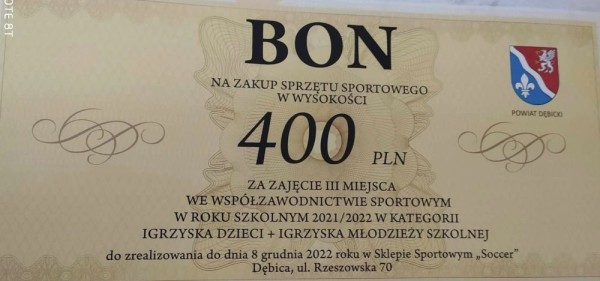 OTE 8T
BON
NA ZAKUP SPRZĘTU SPORTOWEGO
W WYSOKOŚCI
400 PLN
POWIAT DĘBICKI
ZA ZAJĘCIE III MIEJSCA
WE WSPÓŁZAWODNICTWIE SPORTOWYM
W ROKU SZKOLNYM 2021/2022 W KATEGORII
IGRZYSKA DZIECI + IGRZYSKA MŁODZIEŻY SZKOLNEJ
do zrealizowania do dnia 8 grudnia 2022 roku w Sklepie Sportowym „Soccer"
Dębica, ul. Rzeszowska 70